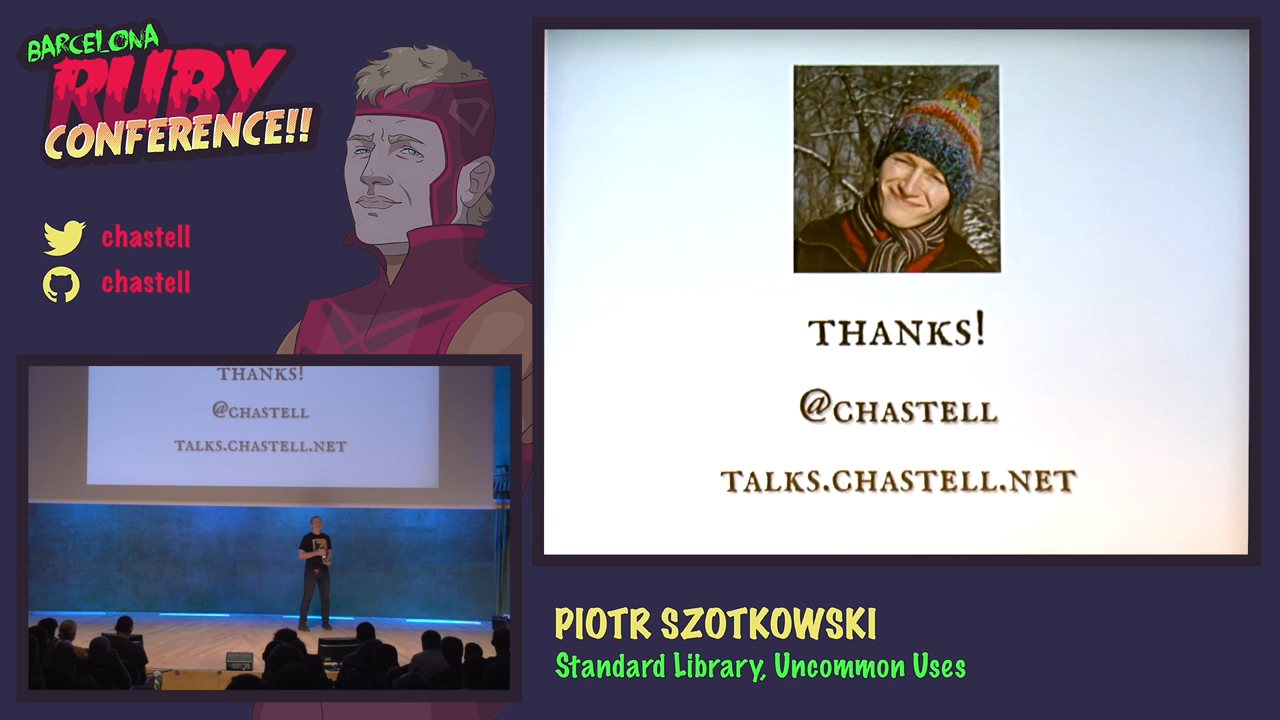 BARCELONA
RUBY
CONFERENCE!!
chastell
chastell
THANKS!
@CHASTELL
TALKS.CHASTELL.NET
THANKS!
@CHASTELL
TALKS.CHASTELL.NET
PIOTR SZOTKOWSKI
Standard Library, Uncommon Uses